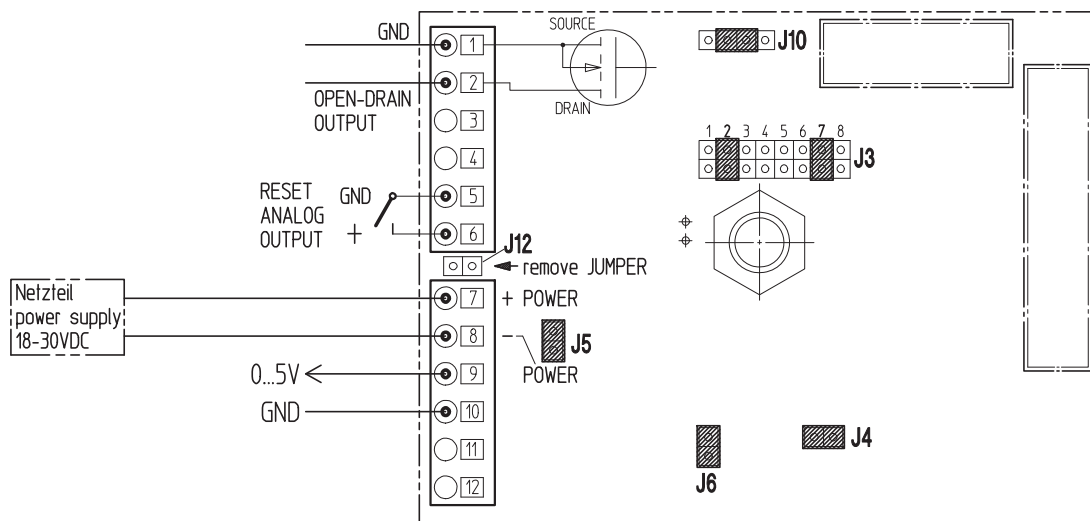 GND
1
SOURCE
J10
2
DRAIN
OPEN-DRAIN
OUTPUT
3
4
1 2 3 4 5 6 7 8
J3
RESET
ANALOG
OUTPUT
GND
+
5
6
J12
remove JUMPER
Netzteil
power supply
18-30VDC
7
+ POWER
8
- POWER
J5
0...5V
9
GND
10
11
12
J4
J6